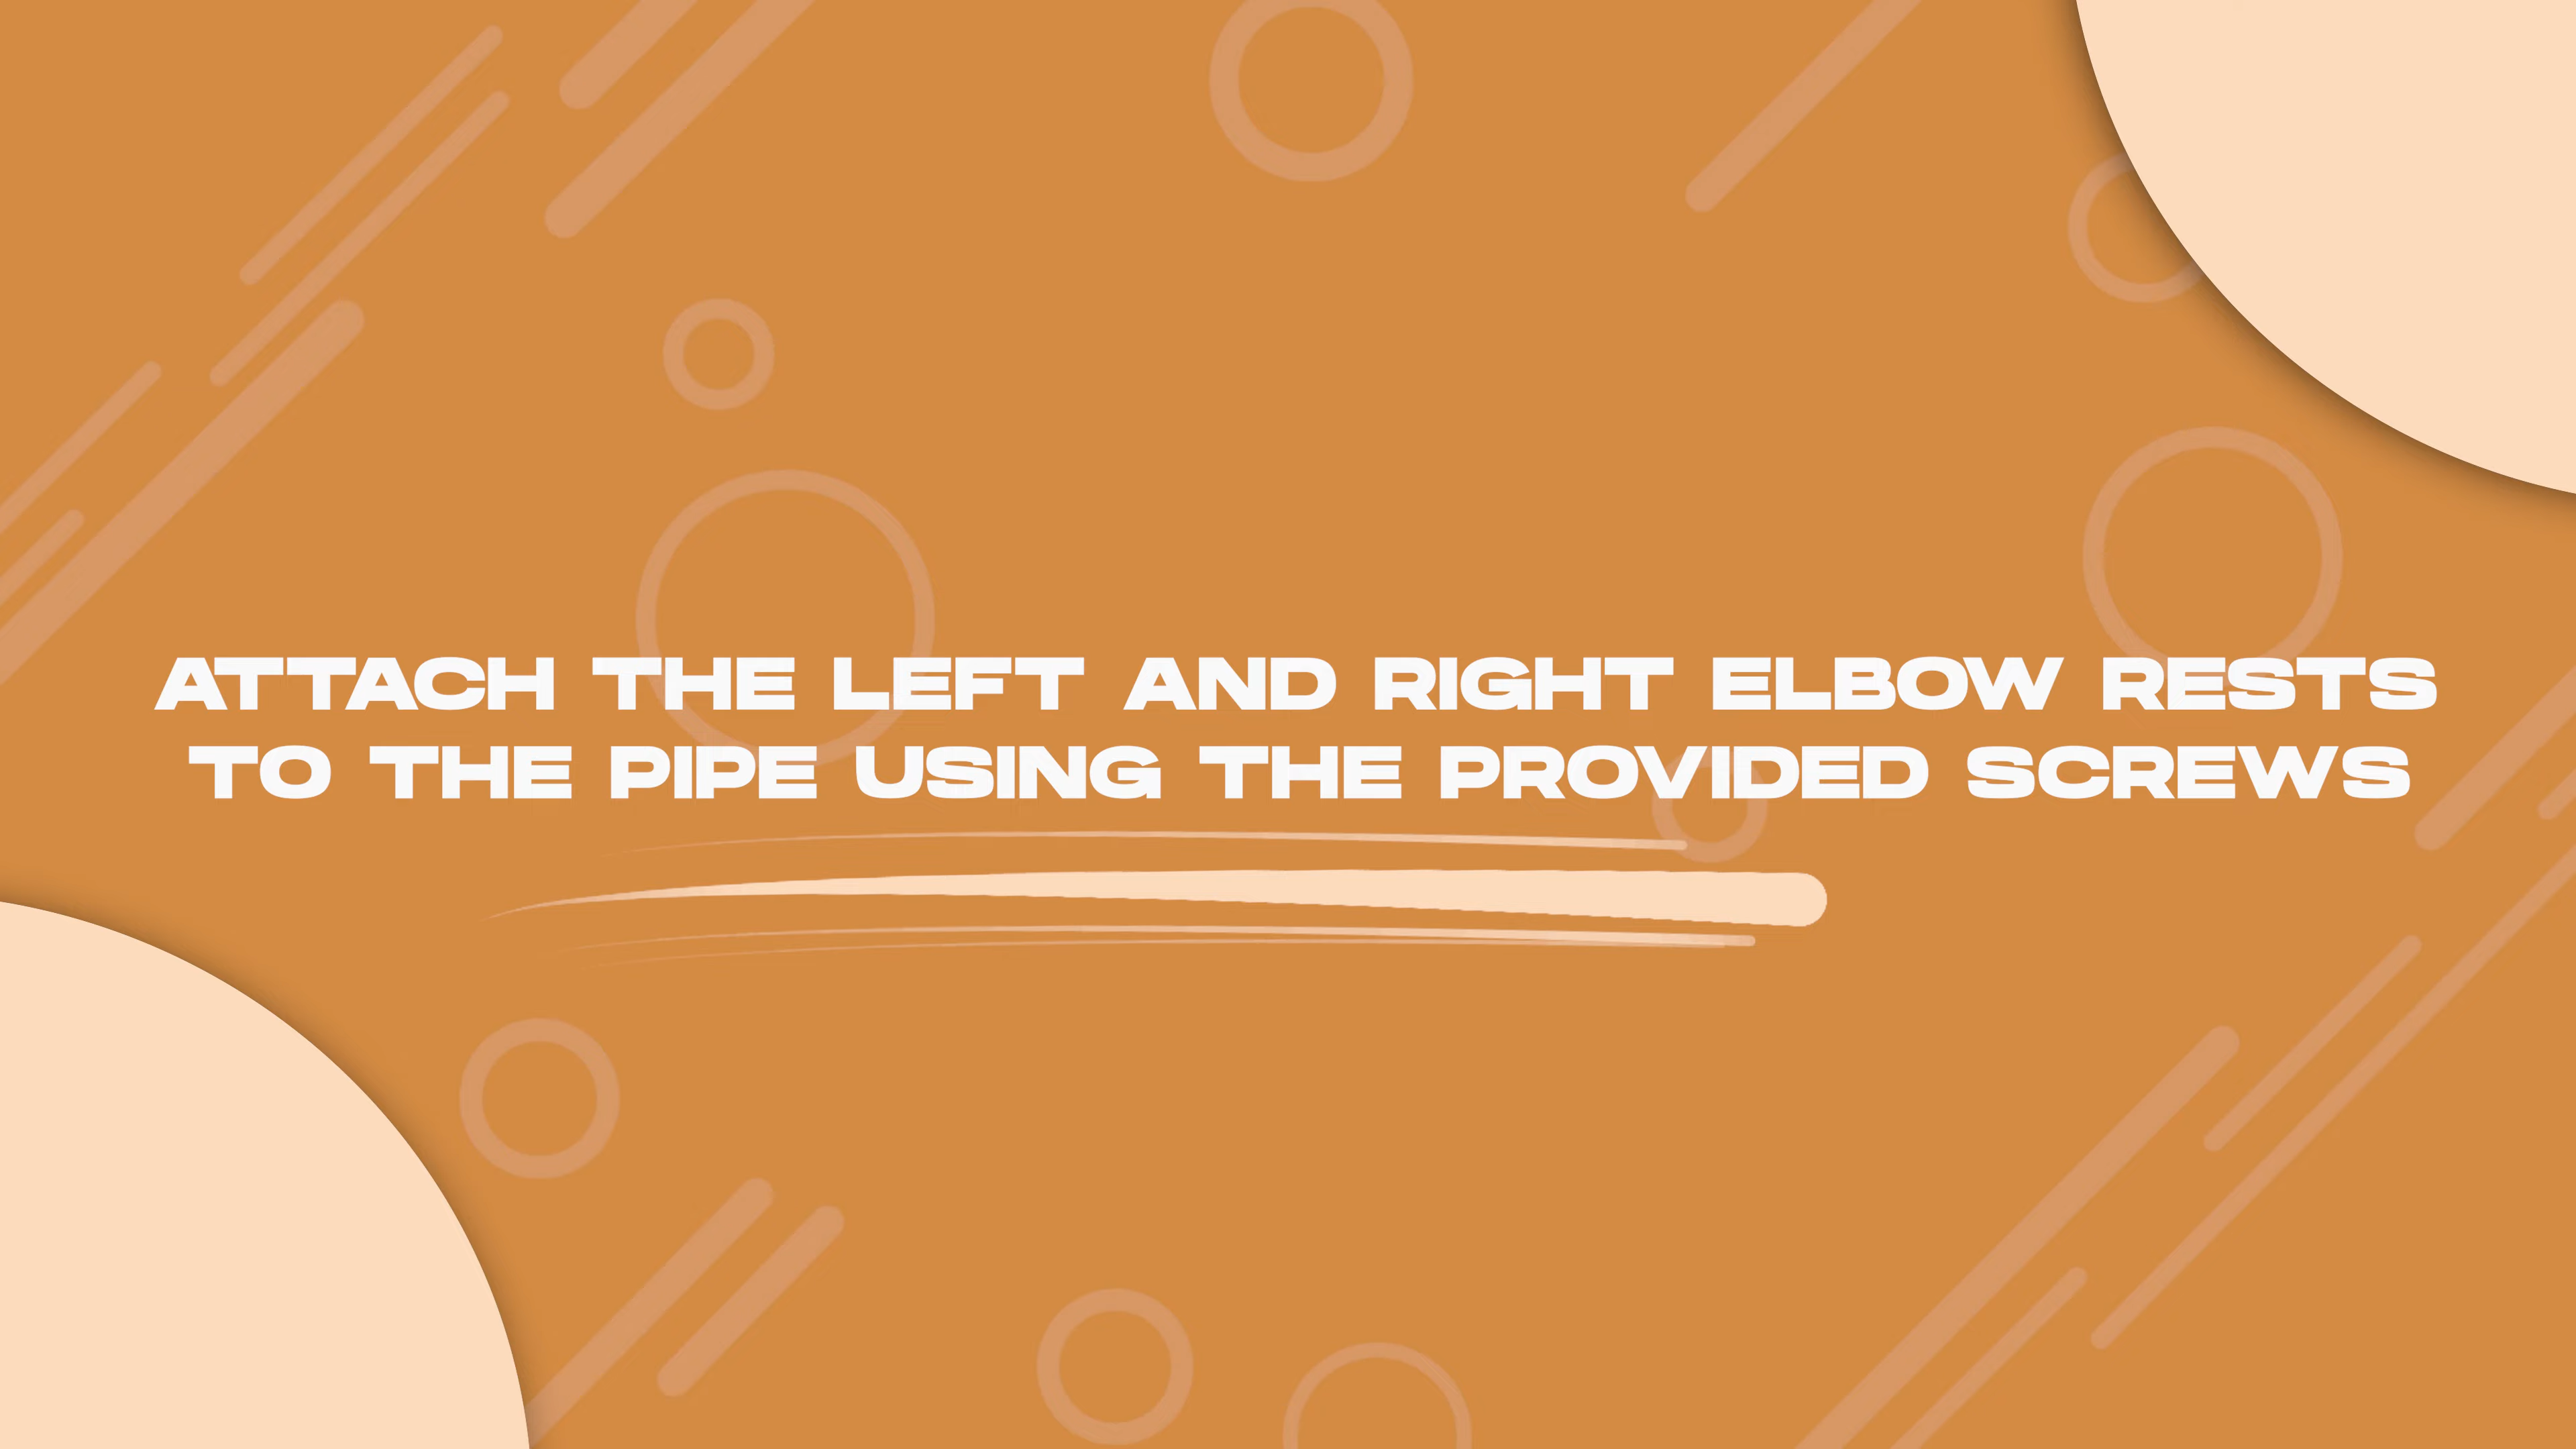 ATTACH THE LEFT AND RIGHT ELBOW RESTS
TO THE PIPE USING THE PROVIDED SCREWS